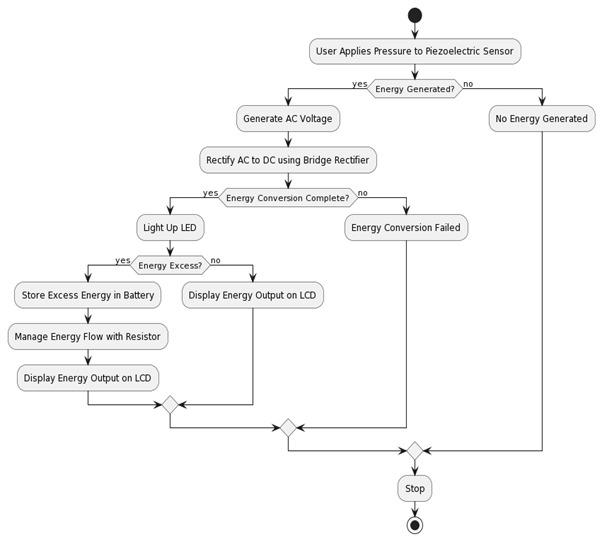 User Applies Pressure to Piezoelectric Sensor
yes
Energy Generated?
no
Generate AC Voltage
No Energy Generated
Rectify AC to DC using Bridge Rectifier
yes
Energy Conversion Complete?
no
Light Up LED
Energy Conversion Failed
yes
Energy Excess?
no
Store Excess Energy in Battery
Display Energy Output on LCD
Manage Energy Flow with Resistor
Display Energy Output on LCD
Stop